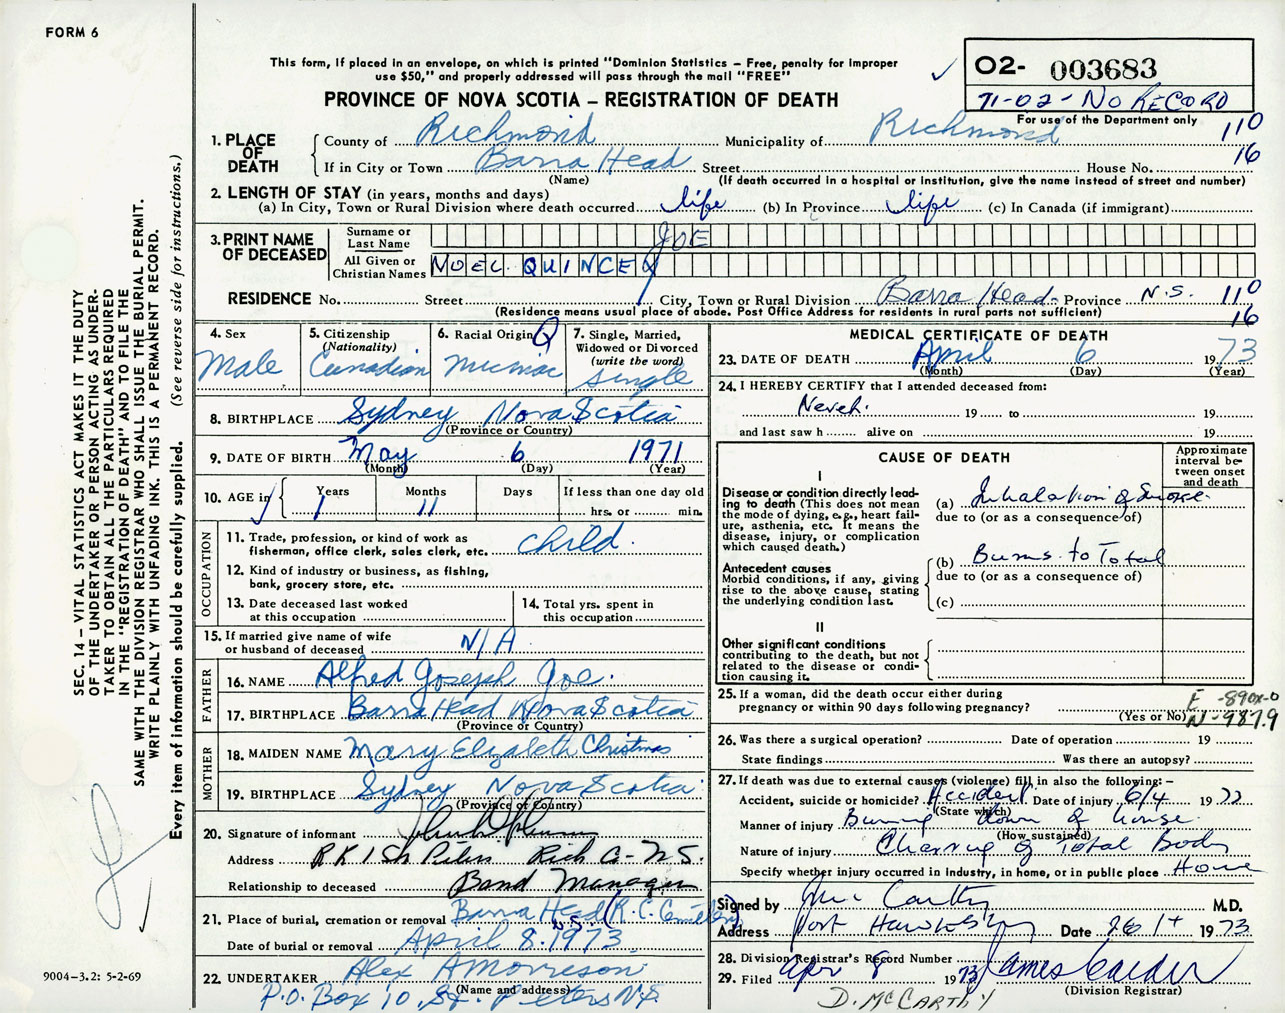 FORM 6
This form, if placed in an envelope, on which is printed "Dominion Statistics – Free, penalty for improper
use $50," and properly addressed will pass through the mail "FREE"
PROVINCE OF NOVA SCOTIA – REGISTRATION OF DEATH
✓ 02- 003683
71-02- NO RECORD
For use of the Department only
110
16
1. PLACE OF DEATH
County of Richmond Municipality of Richmond
If in City or Town Barra Head Street House No.
(Name) (If death occurred in a hospital or institution, give the name instead of street and number)
2. LENGTH OF STAY (in years, months and days)
(a) In City, Town or Rural Division where death occurred life (b) In Province life (c) In Canada (if immigrant)
3. PRINT NAME OF DECEASED
Surname or Last Name JOE
All Given or Christian Names NOEL QUINCEY
RESIDENCE No. Street City, Town or Rural Division Barra Head Province N.S. 110
(Residence means usual place of abode. Post Office Address for residents in rural parts not sufficient) 16
4. Sex Male
5. Citizenship (Nationality) Canadian
6. Racial Origin Micmac
7. Single, Married, Widowed or Divorced (write the word) single
8. BIRTHPLACE Sydney Nova Scotia
(Province or Country)
9. DATE OF BIRTH May 6 1971
(Month) (Day) (Year)
10. AGE in Years 1 Months 11 Days If less than one day old hrs. or min.
OCCUPATION
11. Trade, profession, or kind of work as
fisherman, office clerk, sales clerk, etc. child.
12. Kind of industry or business, as fishing,
bank, grocery store, etc.
13. Date deceased last worked
at this occupation
14. Total yrs. spent in
this occupation
15. If married give name of wife
or husband of deceased N/A
FATHER
16. NAME Alfred Joseph Joe.
17. BIRTHPLACE Barra Head Nova Scotia
(Province or Country)
MOTHER
18. MAIDEN NAME Mary Elizabeth Christmas
19. BIRTHPLACE Sydney Nova Scotia
(Province or Country)
20. Signature of informant
Address RR 1 St Peters Rich Co- N.S.
Relationship to deceased Band Manager
21. Place of burial, cremation or removal Barra Head N.S. (R.C. Cemetery)
Date of burial or removal April 8. 1973
22. UNDERTAKER Alex A Morrison
(Name and address)
P.O. Box 10, St. Peters N.S
MEDICAL CERTIFICATE OF DEATH
23. DATE OF DEATH April 6 1973
(Month) (Day) (Year)
24. I HEREBY CERTIFY that I attended deceased from:
Never. 19 to 19
and last saw h alive on 19
CAUSE OF DEATH
Approximate interval between onset and death
I
Disease or condition directly leading to death (This does not
the mode of dying, e.g., heart failure, asthenia, etc. It means the
disease, injury, or complication
which caused death.)
(a) Inhalation of Smoke
due to (or as a consequence of)
Antecedent causes
Morbid conditions, if any, giving
rise to the above cause, stating
the underlying condition last.
(b) Burns to Total
due to (or as a consequence of)
(c)
II
Other significant conditions
contributing to the death, but not
related to the disease or condition causing it.
25. If a woman, did the death occur either during
pregnancy or within 90 days following pregnancy?
(Yes or No)
E -890x-0
N -987.9
26. Was there a surgical operation? Date of operation 19
State findings Was there an autopsy?
27. If death was due to external causes (violence) fill in also the following: –
Accident, suicide or homicide? Accident Date of injury 6/4 19
(State which)
Manner of injury Burning down of house.
(How sustained)
Nature of injury Charring of Total Body
Specify whether injury occurred in industry, in home, or in public place Home
Signed by McCarthy M.D.
Address Port Hawkesbury Date 1973
28. Division Registrar's Record Number
29. Filed Apr 8 1973 James
(Division Registrar)
D. McCARTHY
SEC. 14 – VITAL STATISTICS ACT MAKES IT THE DUTY
OF THE UNDERTAKER OR PERSON ACTING AS UNDER-
TAKER TO OBTAIN ALL THE PARTICULARS REQUIRED
IN THE "REGISTRATION OF DEATH" AND TO FILE THE
SAME WITH THE DIVISION REGISTRAR WHO SHALL ISSUE THE BURIAL PERMIT.
WRITE PLAINLY WITH UNFADING INK. THIS IS A PERMANENT RECORD.
Every item of information should be carefully supplied. (See reverse side for instructions.)
9004-3.2: 5-2-69